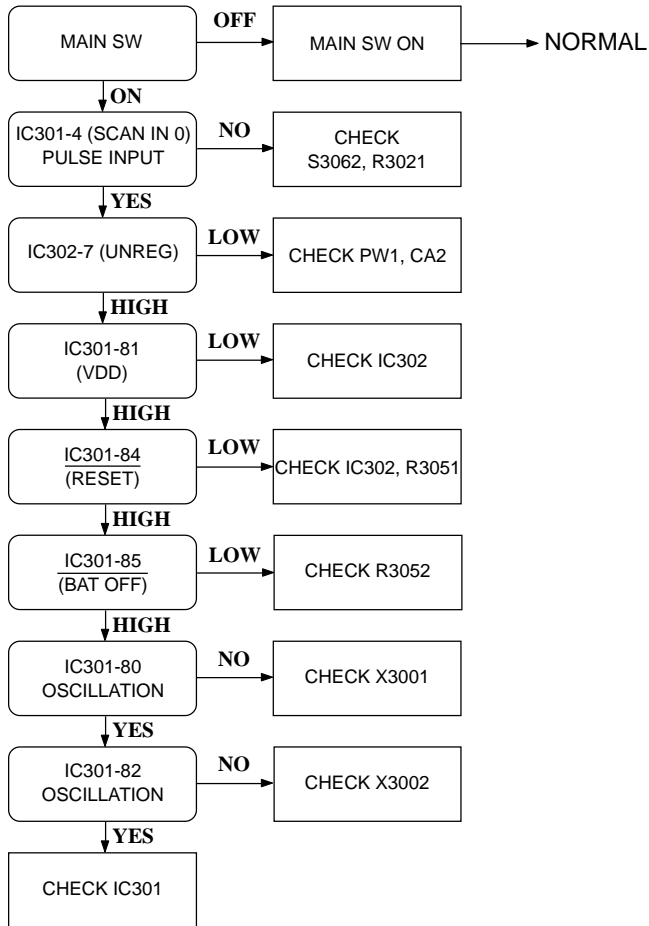 MAIN SW
OFF
MAIN SW ON
NORMAL
ON
IC301-4 (SCAN IN 0)
PULSE INPUT
NO
CHECK
S3062, R3021
YES
IC302-7 (UNREG)
LOW
CHECK PW1, CA2
HIGH
IC301-81
(VDD)
LOW
CHECK IC302
HIGH
IC301-84
(RESET)
LOW
CHECK IC302, R3051
HIGH
IC301-85
(BAT OFF)
LOW
CHECK R3052
HIGH
IC301-80
OSCILLATION
NO
CHECK X3001
YES
IC301-82
OSCILLATION
NO
CHECK X3002
YES
CHECK IC301